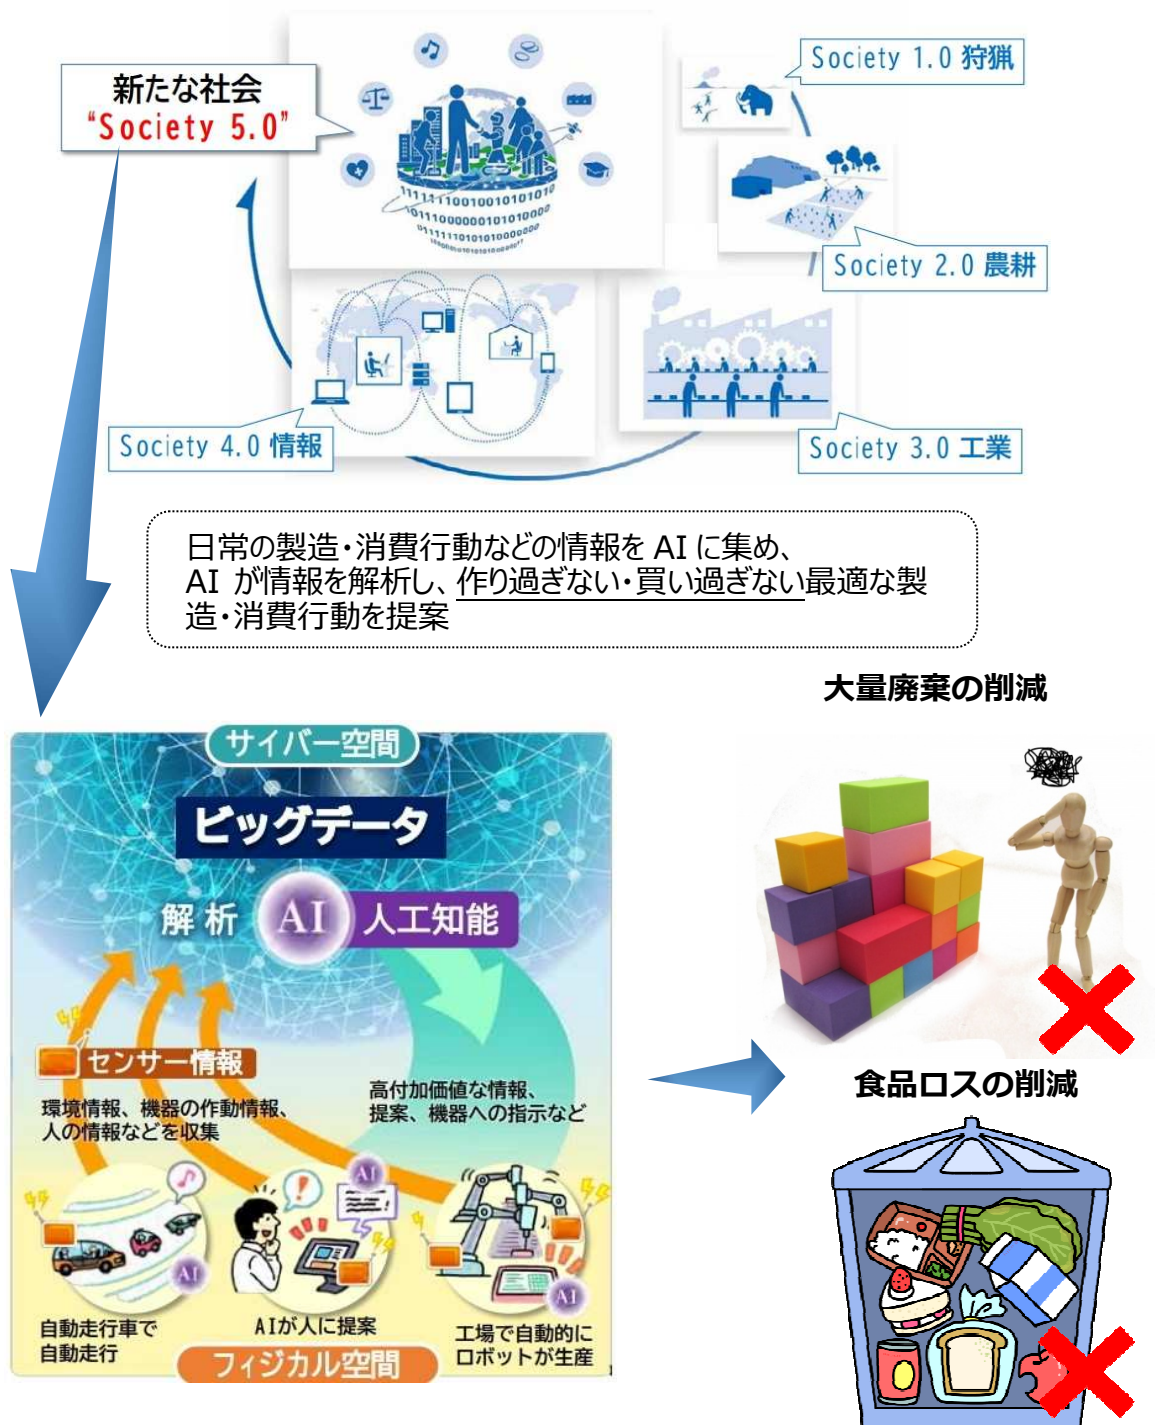 新たな社会
“Society 5.0”
Society 1.0 狩猟
Society 2.0 農耕
Society 3.0 工業
Society 4.0 情報
11111110010010101010
0111000000101010000
0111111010101000000
日常の製造・消費行動などの情報を AI に集め、
AI が情報を解析し、作り過ぎない・買い過ぎない最適な製
造・消費行動を提案
大量廃棄の削減
サイバー空間
ビッグデータ
解析 AI 人工知能
センサー情報
環境情報、機器の作動情報、
人の情報などを収集
高付加価値な情報、
提案、機器への指示など
AI
AI
AI
自動走行車で
自動走行
AIが人に提案
工場で自動的に
ロボットが生産
フィジカル空間
食品ロスの削減